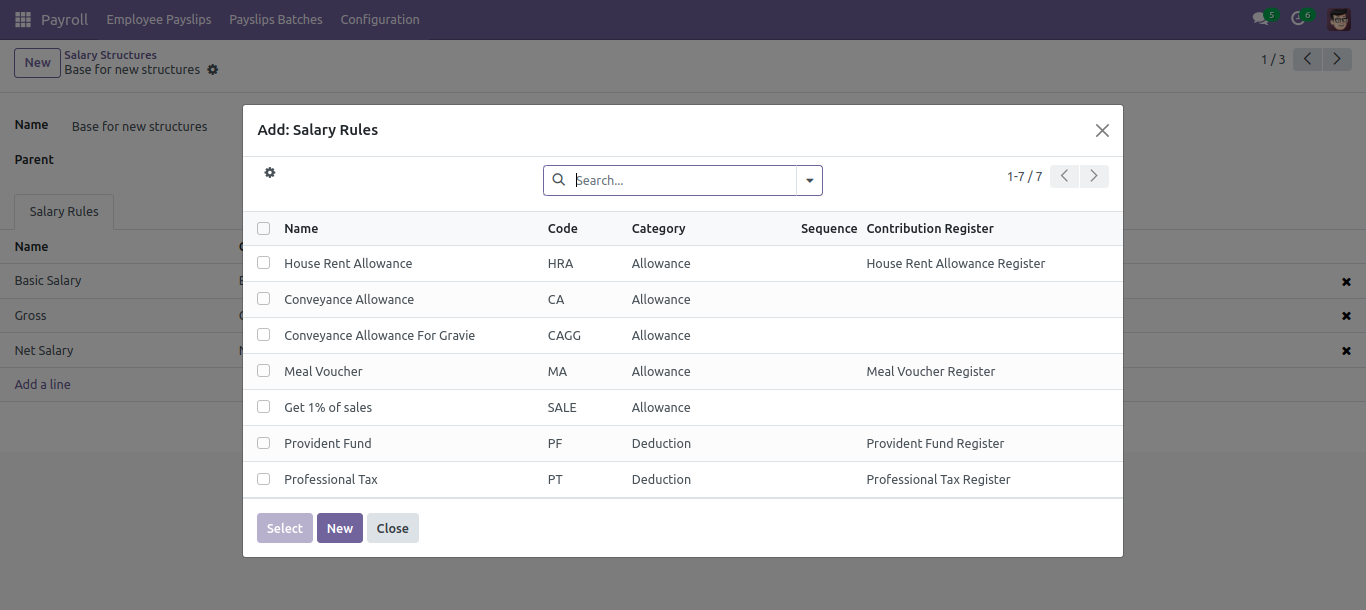 Payroll Employee Payslips Payslips Batches Configuration 5 6
New Salary Structures
Base for new structures 1 / 3
Name Base for new structures
Parent
Salary Rules
Name
Basic Salary
Gross
Net Salary
Add a line
Add: Salary Rules
Search... 1-7 / 7
Name Code Category Sequence Contribution Register
House Rent Allowance HRA Allowance House Rent Allowance Register
Conveyance Allowance CA Allowance
Conveyance Allowance For Gravie CAGG Allowance
Meal Voucher MA Allowance Meal Voucher Register
Get 1% of sales SALE Allowance
Provident Fund PF Deduction Provident Fund Register
Professional Tax PT Deduction Professional Tax Register
Select New Close